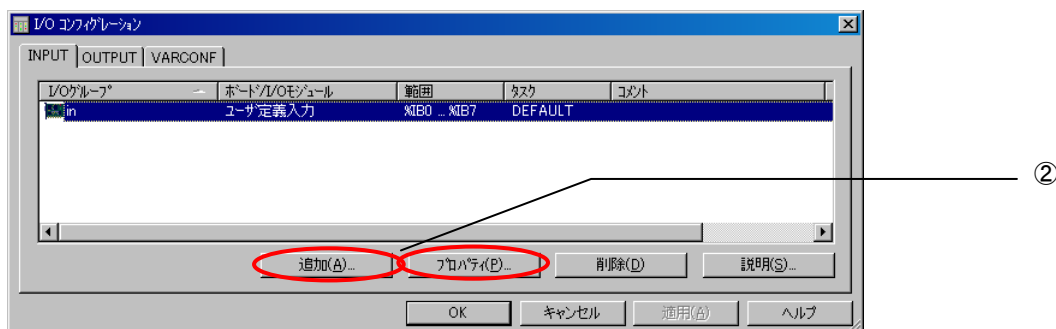 I/O ｺﾝﾌｨｸﾞﾚｰｼｮﾝ
INPUT OUTPUT VARCONF
I/Oｸﾞﾙｰﾌﾟ ﾎﾞｰﾄﾞ/I/Oﾓｼﾞｭｰﾙ 範囲 ﾀｽｸ ｺﾒﾝﾄ
in ﾕｰｻﾞ定義入力 %IB0 ... %IB7 DEFAULT
②
追加(A)... ﾌﾟﾛﾊﾟﾃｨ(P)... 削除(D) 説明(S)...
OK キャンセル 適用(A) ヘルプ